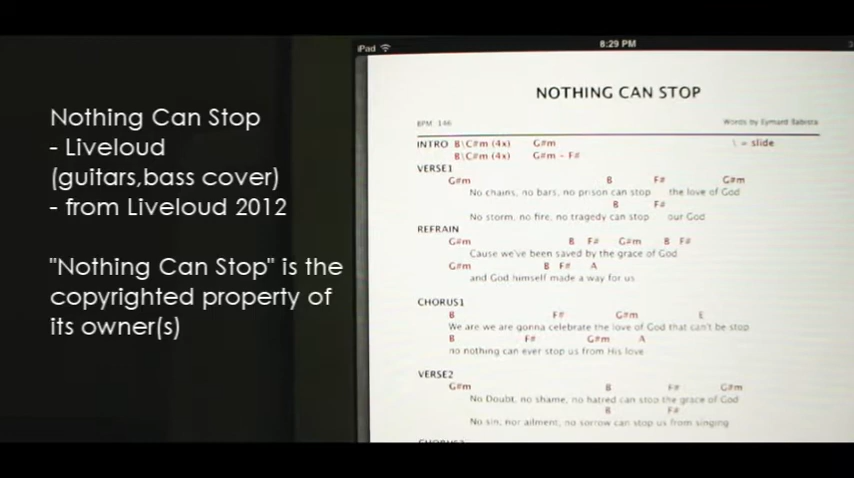 Nothing Can Stop
- Liveloud
(guitars,bass cover)
- from Liveloud 2012
"Nothing Can Stop" is the
copyrighted property of
its owner(s)
iPad 8:29 PM
NOTHING CAN STOP
BPM 146 Words by Eymard
INTRO B\C#m (4x) G#m \ = slide
B\C#m (4x) G#m - F#
VERSE1
G#m B F# G#m
No chains, no bars, no prison can stop the love of God
B F#
No storm, no fire, no tragedy can stop our God
REFRAIN
G#m B F# G#m B F#
Cause we've been saved by the grace of God
G#m B F# A
and God himself made a way for us
CHORUS1
B F# G#m E
We are we are gonna celebrate the love of God that can't be stop
B F# G#m A
no nothing can ever stop us from His love
VERSE2
G#m B F# G#m
No Doubt, no shame, no hatred can stop the grace of God
B F#
No sin, nor ailment, no sorrow can stop us from singing